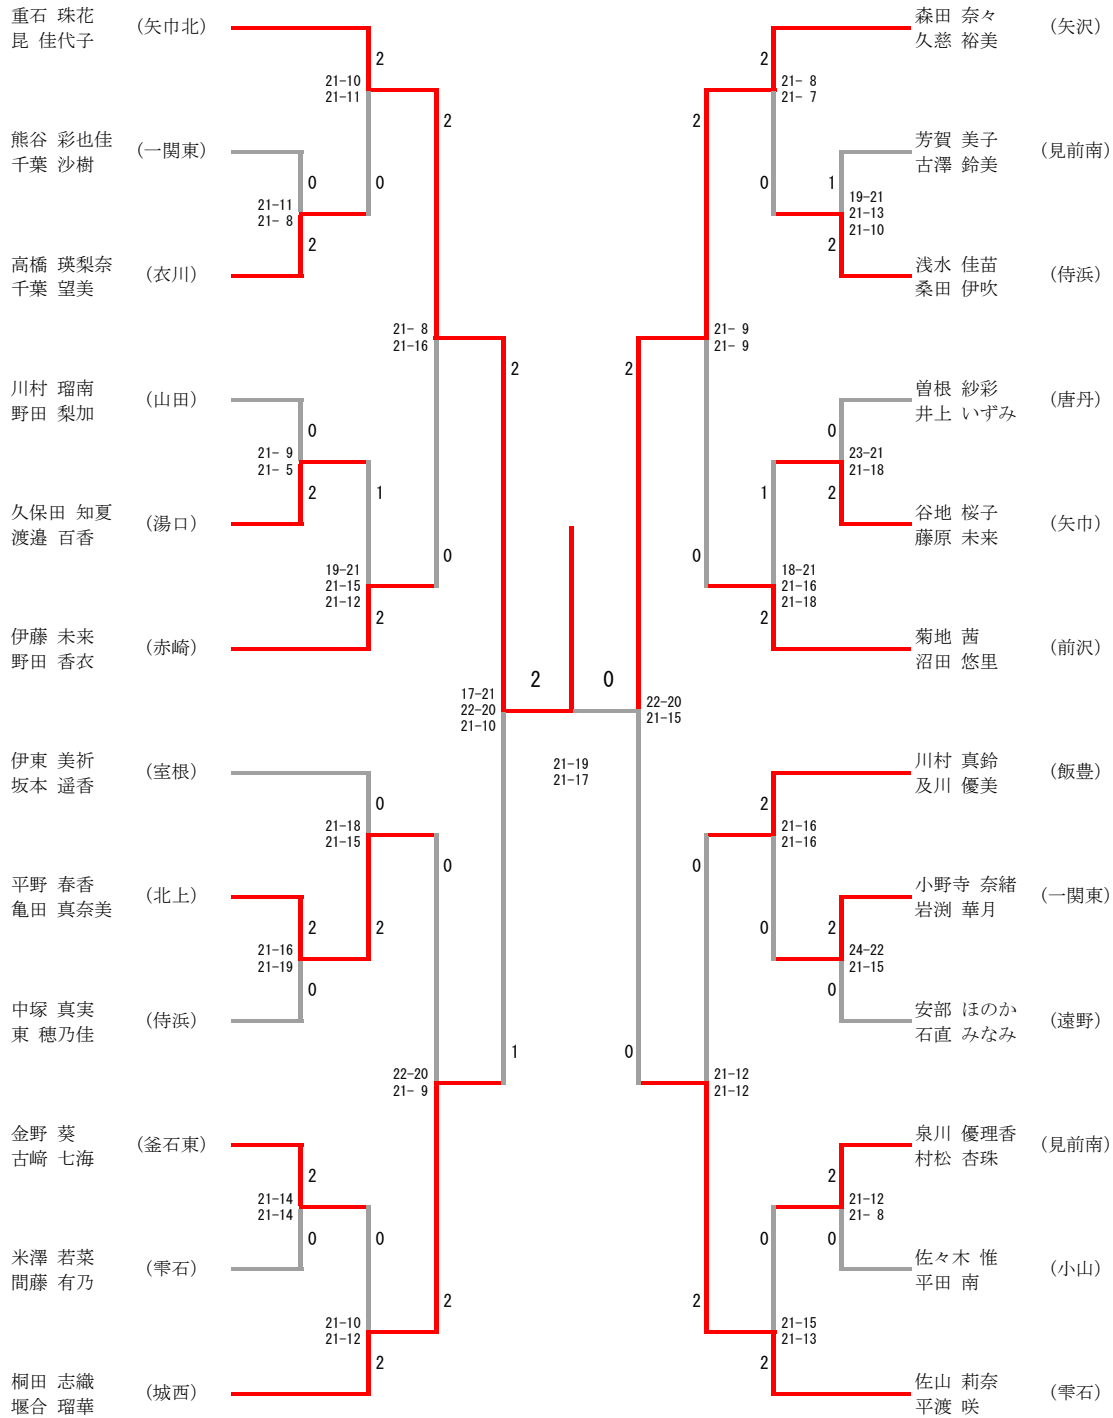 重石 珠花
昆 佳代子
(矢巾北)
2
21-10
21-11
2
熊谷 彩也佳
千葉 沙樹
(一関東)
0
0
21-11
21- 8
2
高橋 瑛梨奈
千葉 望美
(衣川)
21- 8
21-16
2
川村 瑠南
野田 梨加
(山田)
0
21- 9
21- 5
2
1
久保田 知夏
渡邉 百香
(湯口)
0
19-21
21-15
21-12
2
伊藤 未来
野田 香衣
(赤崎)
17-21
22-20
21-10
2
0
21-19
21-17
伊東 美祈
坂本 遥香
(室根)
0
21-18
21-15
0
平野 春香
亀田 真奈美
(北上)
2
2
21-16
21-19
0
中塚 真実
東 穂乃佳
(侍浜)
1
22-20
21- 9
金野 葵
古﨑 七海
(釜石東)
2
21-14
21-14
0
0
米澤 若菜
間藤 有乃
(雫石)
2
21-10
21-12
2
桐田 志織
堰合 瑠華
(城西)
森田 奈々
久慈 裕美
(矢沢)
2
21- 8
21- 7
2
芳賀 美子
古澤 鈴美
(見前南)
0
1
19-21
21-13
21-10
2
浅水 佳苗
桑田 伊吹
(侍浜)
21- 9
21- 9
2
曽根 紗彩
井上 いずみ
(唐丹)
0
23-21
21-18
1
2
谷地 桜子
藤原 未来
(矢巾)
0
18-21
21-16
21-18
2
菊地 茜
沼田 悠里
(前沢)
22-20
21-15
川村 真鈴
及川 優美
(飯豊)
2
21-16
21-16
0
小野寺 奈緒
岩渕 華月
(一関東)
0
2
24-22
21-15
0
安部 ほのか
石直 みなみ
(遠野)
0
21-12
21-12
泉川 優理香
村松 杏珠
(見前南)
2
21-12
21- 8
0
0
佐々木 惟
平田 南
(小山)
2
21-15
21-13
2
佐山 莉奈
平渡 咲
(雫石)